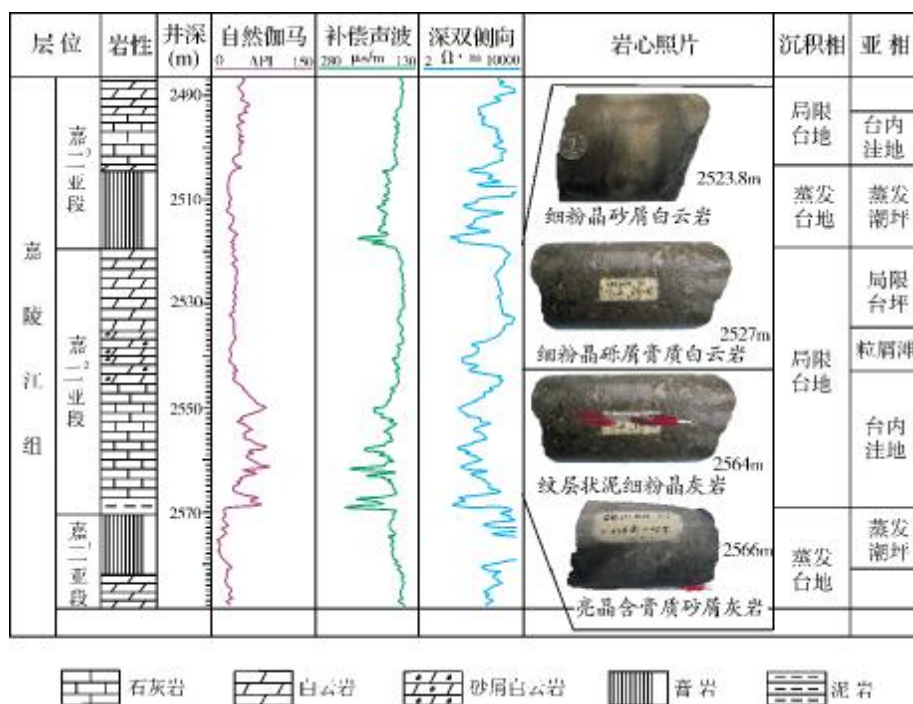 层位 岩性 井深 (m) 自然伽马 补偿声波 深双侧向 岩心照片 沉积相 亚相
0 API 150 280 μs/m 130 2 Ω·m 10000
嘉陵江组
嘉二3亚段
嘉二2亚段
嘉二1亚段
2490
2510
2530
2550
2570
2523.8m
细粉晶砂屑白云岩
2527m
细粉晶砾屑膏质白云岩
2564m
纹层状泥细粉晶灰岩
2566m
亮晶含膏质砂屑灰岩
局限台地
蒸发台地
局限台地
蒸发台地
台内洼地
蒸发潮坪
局限台坪
粒屑滩
台内洼地
蒸发潮坪
石灰岩 白云岩 砂屑白云岩 膏岩 泥岩